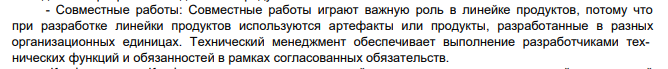 - Совместные работы: Совместные работы играют важную роль в линейке продуктов, потому что
при разработке линейки продуктов используются артефакты или продукты, разработанные в разных
организационных единицах. Технический менеджмент обеспечивает выполнение разработчиками тех-
нических функций и обязанностей в рамках согласованных обязательств.